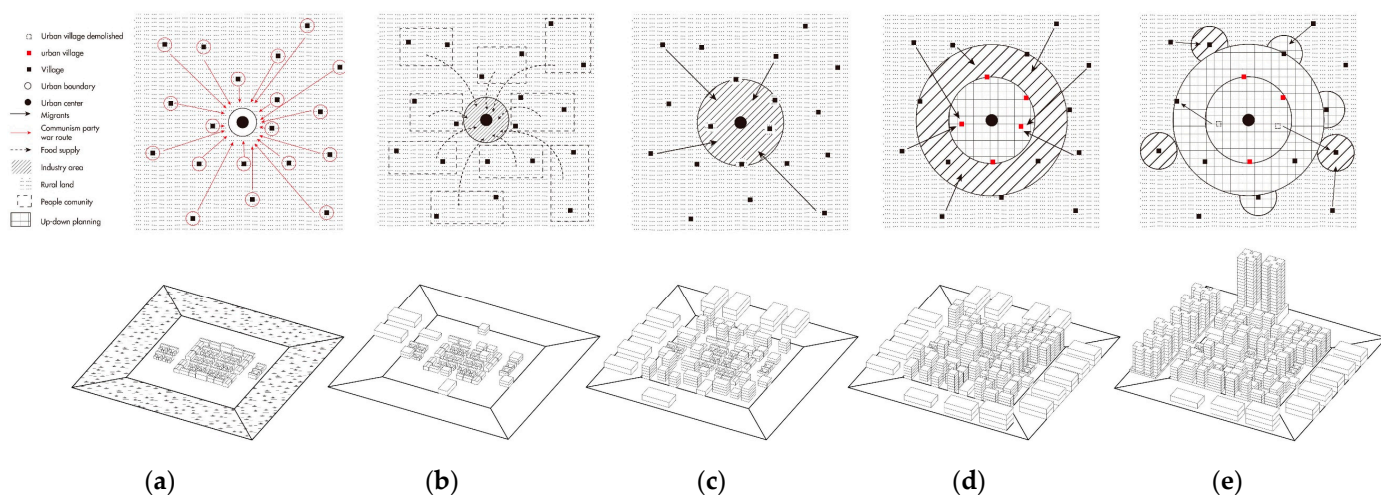 Urban village demolished
urban village
Village
Urban boundary
Urban center
Migrants
Communism party
war route
Food supply
Industry area
Rural land
People comunity
Up-down planning
(a)
(b)
(c)
(d)
(e)